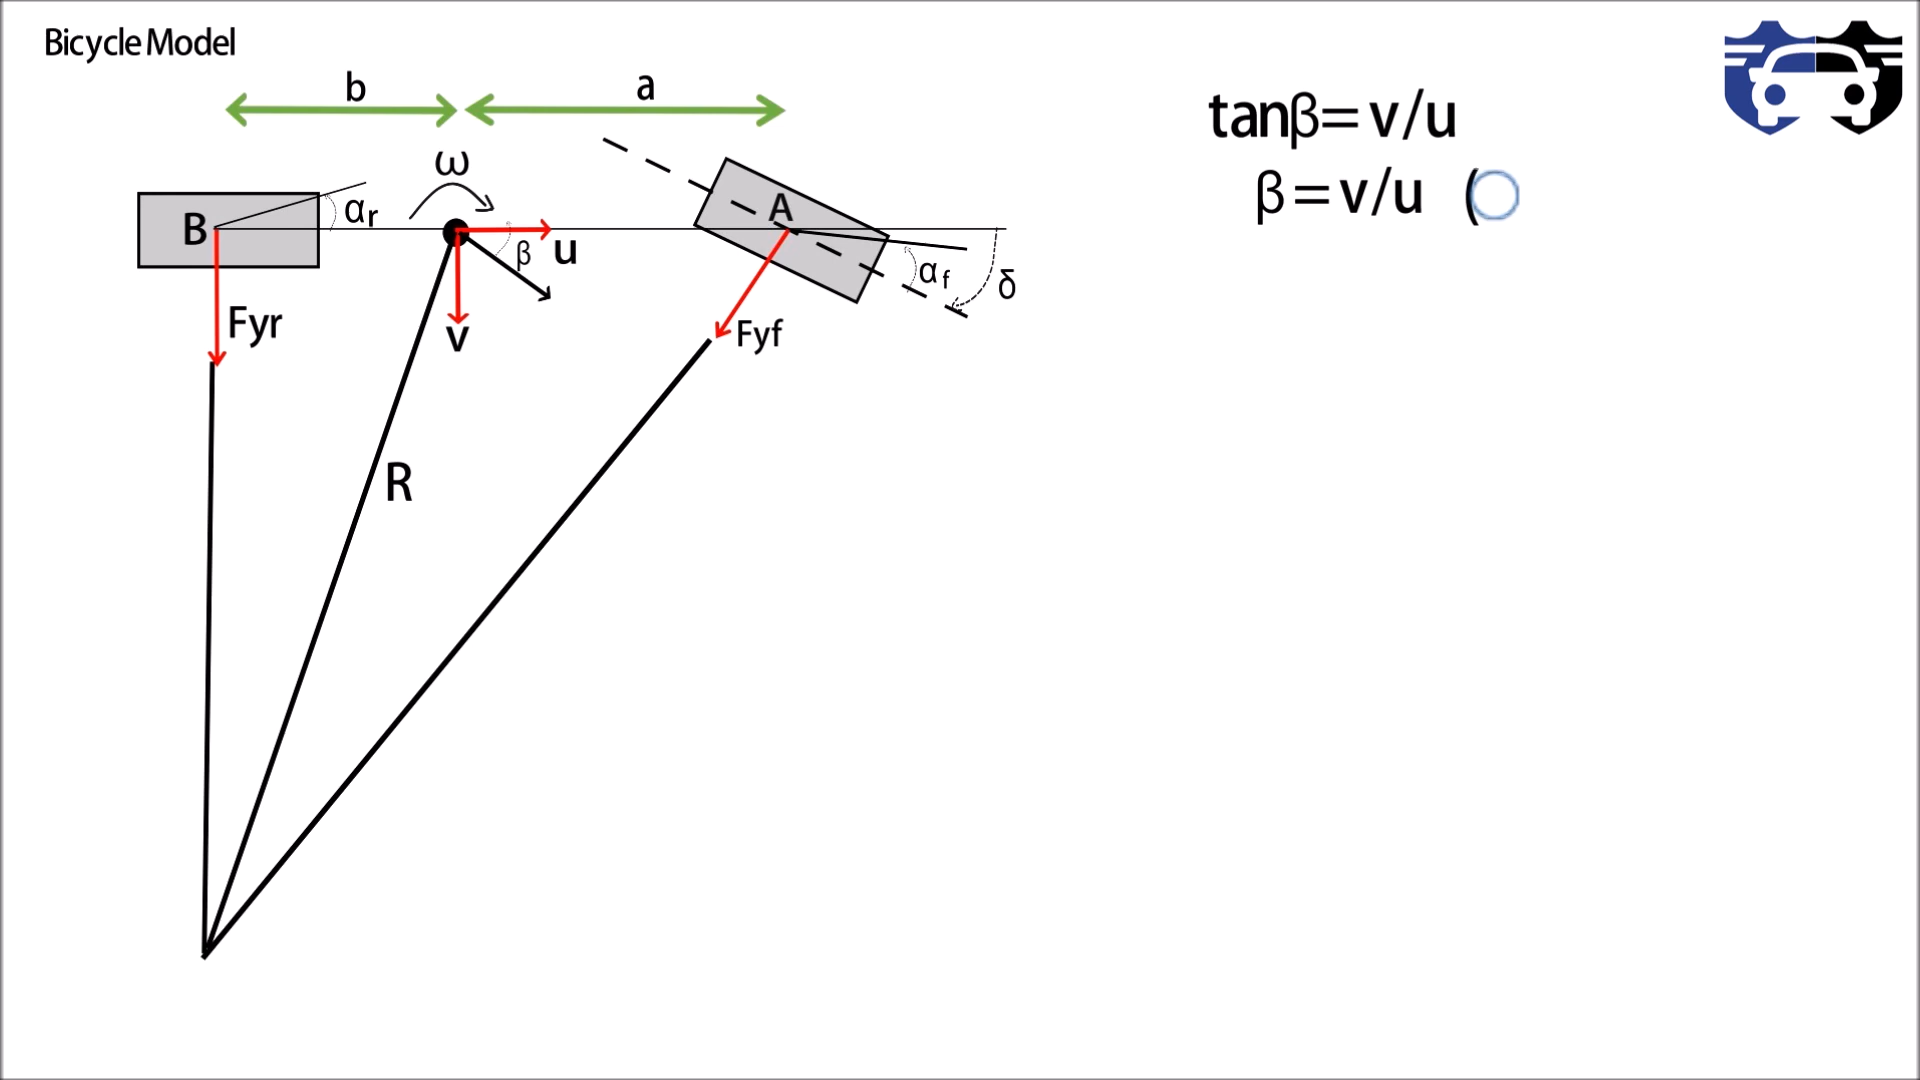 Bicycle Model
b
a
ω
A
B
αr
u
β
αf
δ
Fyr
v
Fyf
R
tanβ= v/u
β = v/u (